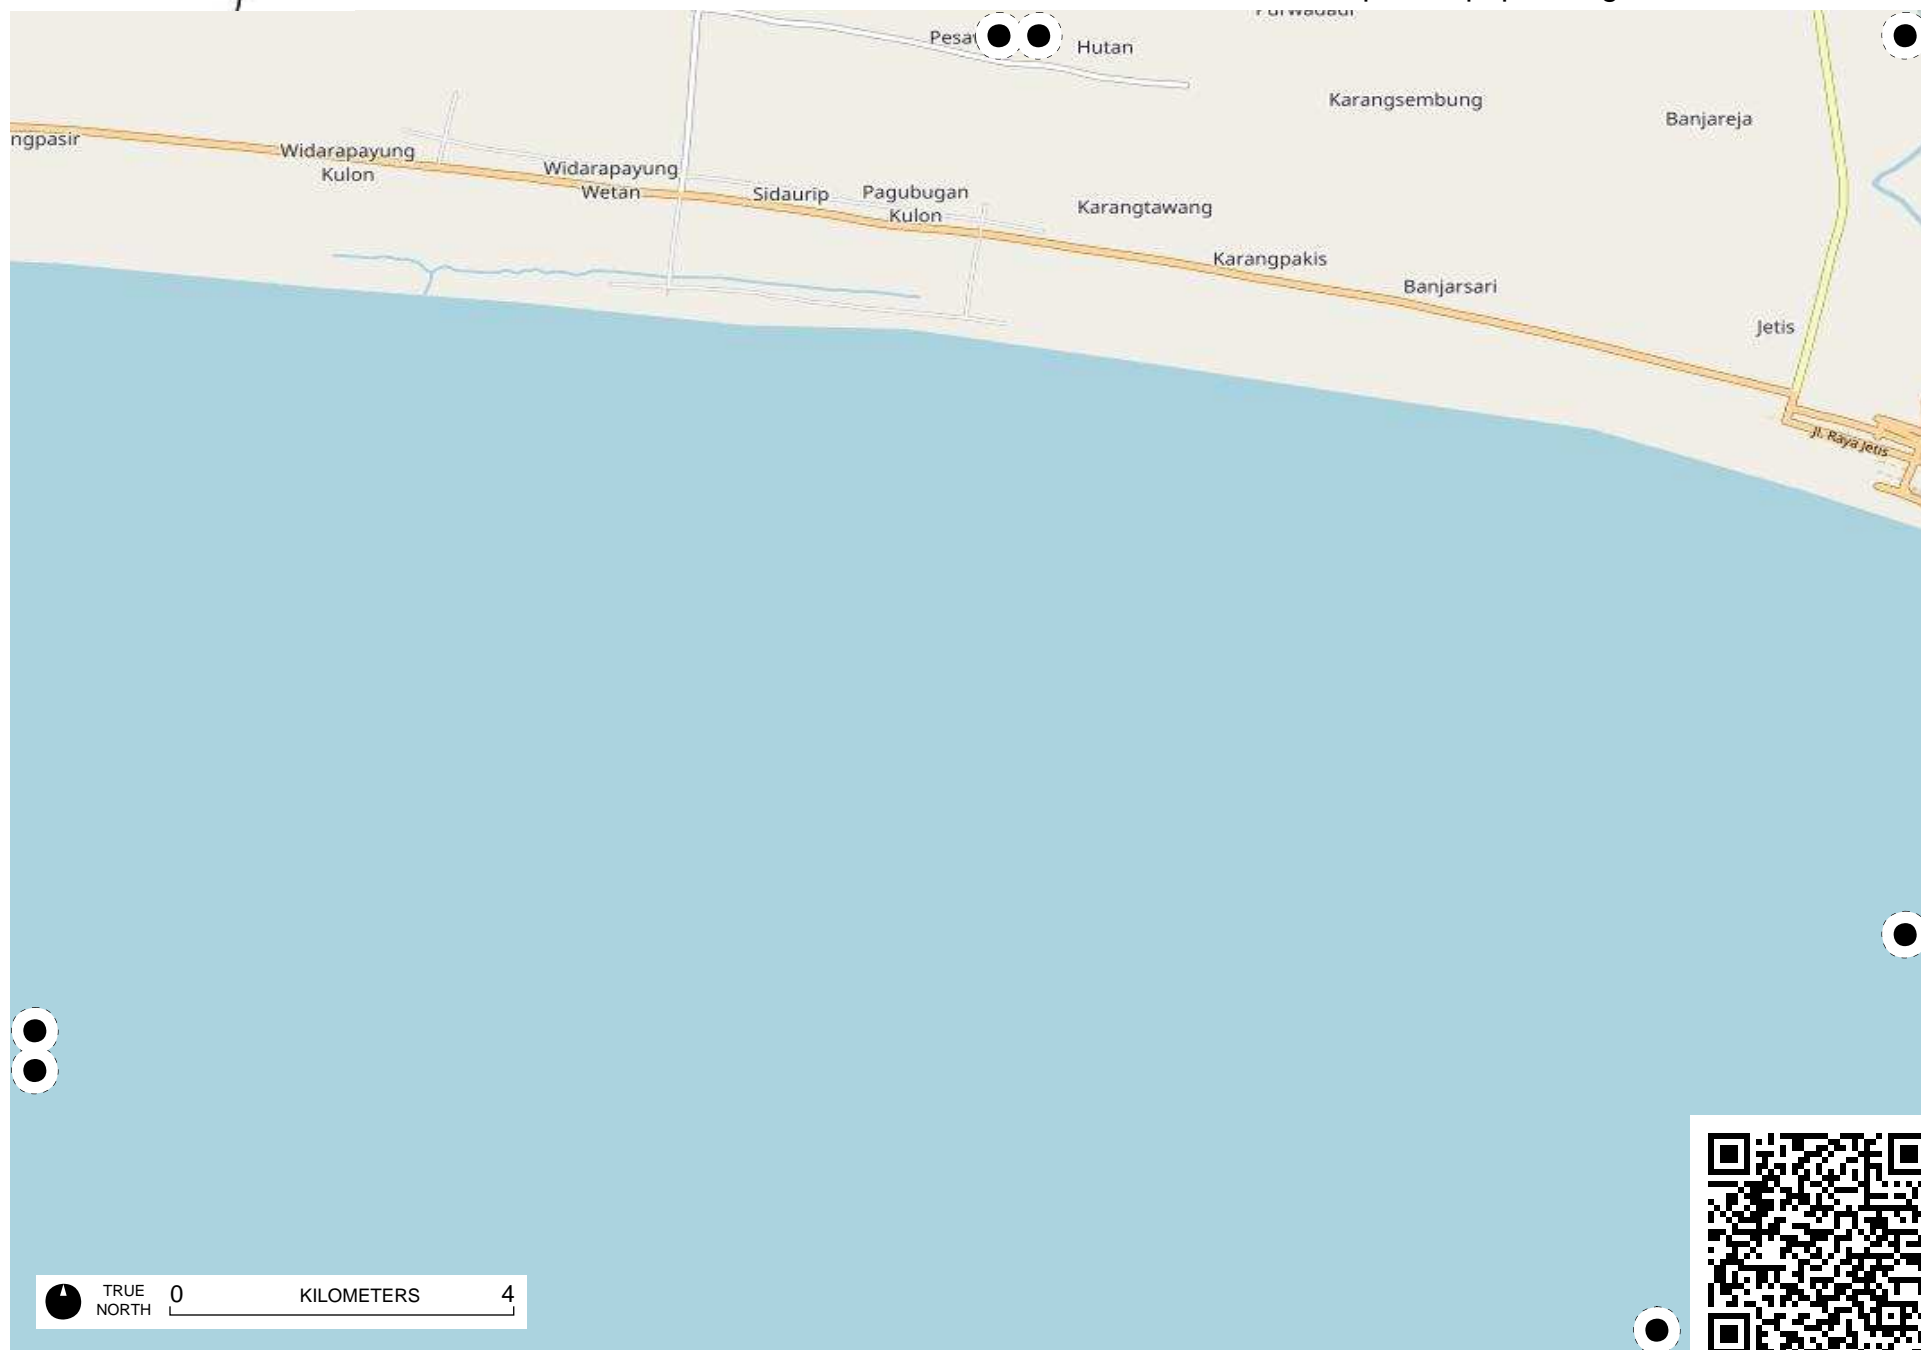 Hutan
Karangsembung
Banjareja
ngpasir
Widarapayung
Kulon
Widarapayung
Wetan
Sidaurip
Pagubugan
Kulon
Karangtawang
Karangpakis
Banjarsari
Jetis
Jl. Raya Jetis
TRUE
NORTH
0 KILOMETERS 4